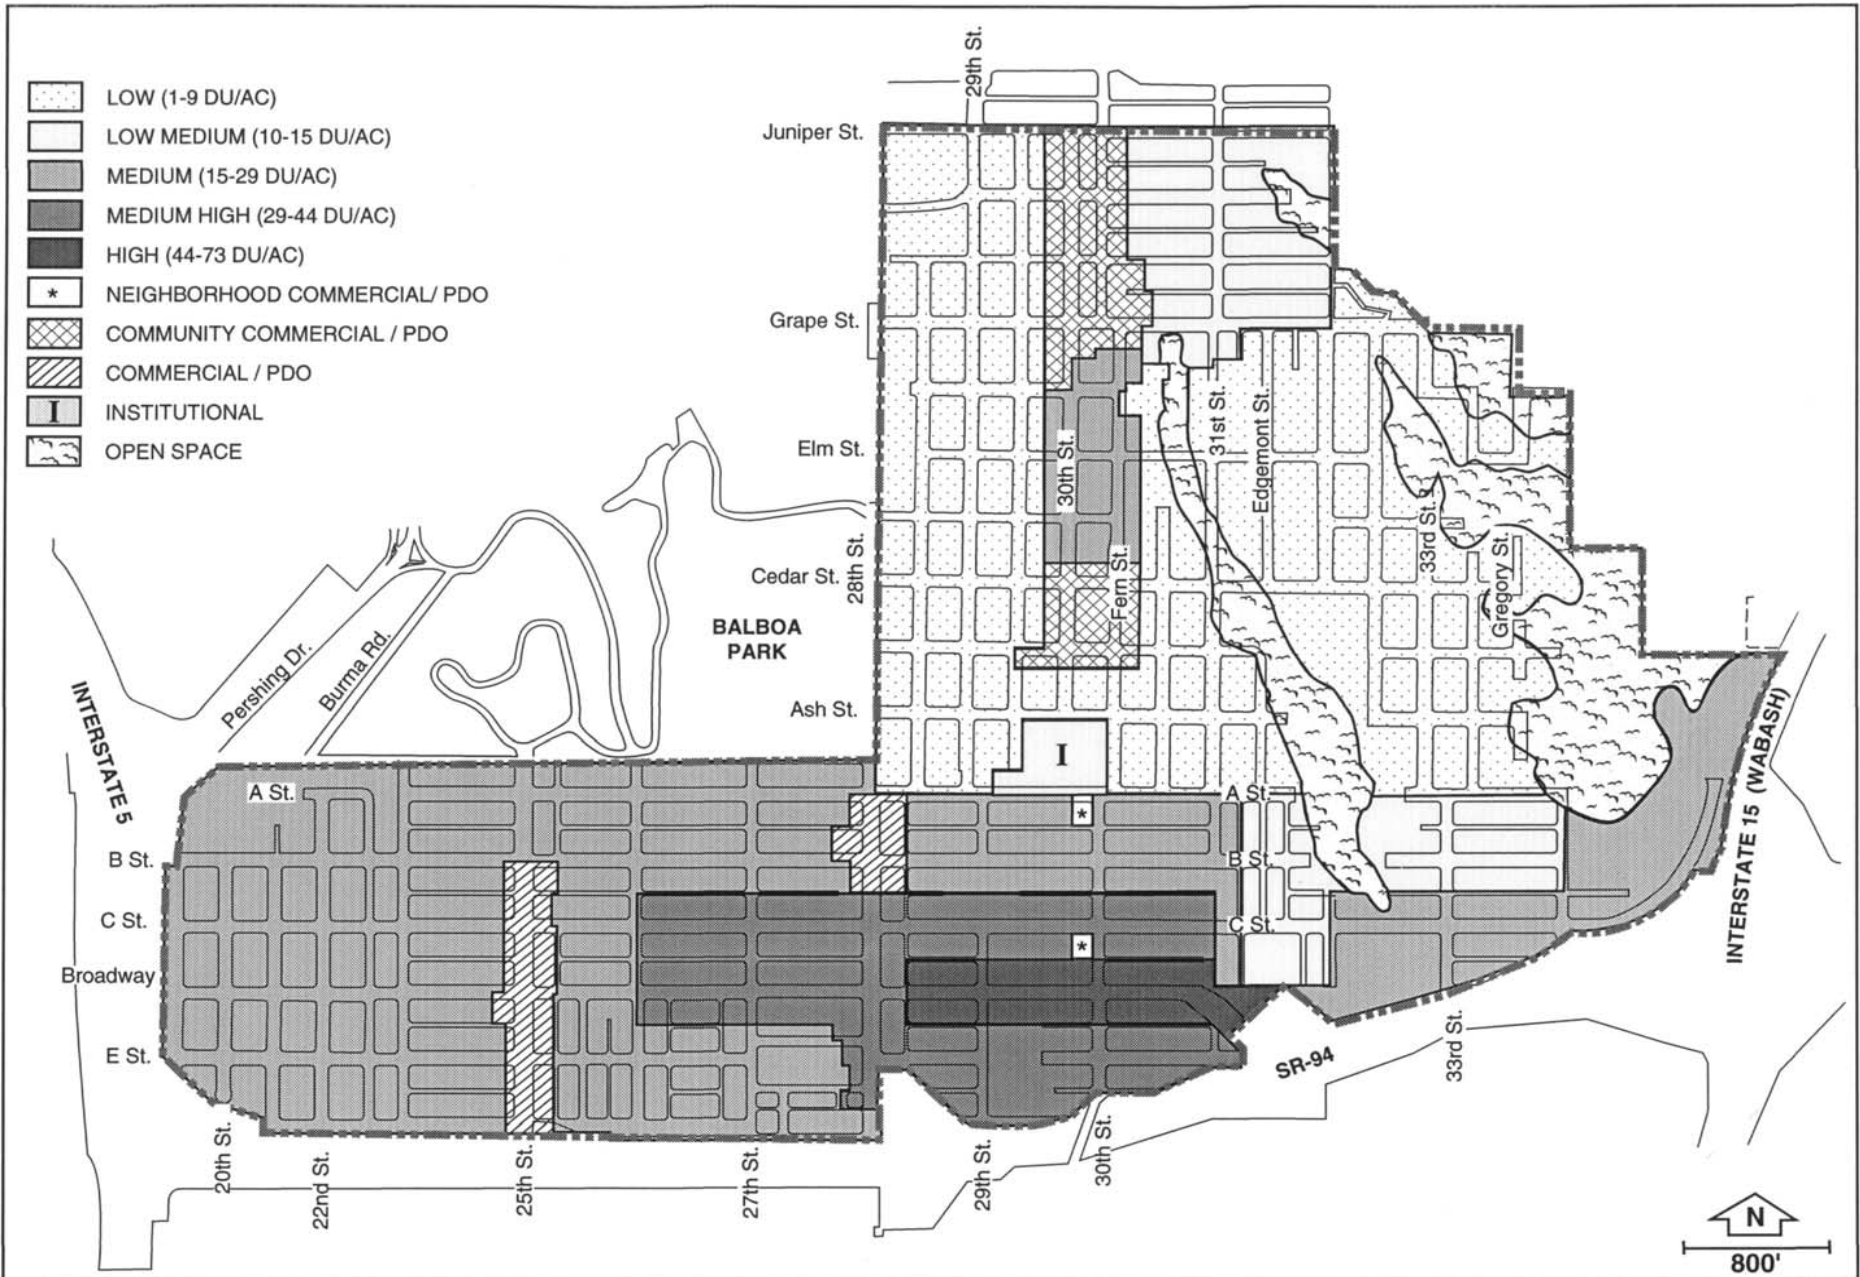 LOW (1-9 DU/AC)
LOW MEDIUM (10-15 DU/AC)
MEDIUM (15-29 DU/AC)
MEDIUM HIGH (29-44 DU/AC)
HIGH (44-73 DU/AC)
* NEIGHBORHOOD COMMERCIAL/ PDO
COMMUNITY COMMERCIAL / PDO
COMMERCIAL / PDO
I INSTITUTIONAL
OPEN SPACE
29th St.
Juniper St.
Grape St.
Elm St.
Cedar St.
Ash St.
28th St.
30th St.
Fern St.
31st St.
Edgemont St.
33rd St.
Gregory St.
BALBOA
PARK
Pershing Dr.
Burma Rd.
INTERSTATE 5
INTERSTATE 15 (WABASH)
I
A St.
A St.
*
B St.
B St.
C St.
C St.
*
Broadway
E St.
SR-94
33rd St.
20th St.
22nd St.
25th St.
27th St.
29th St.
30th St.
N
800'